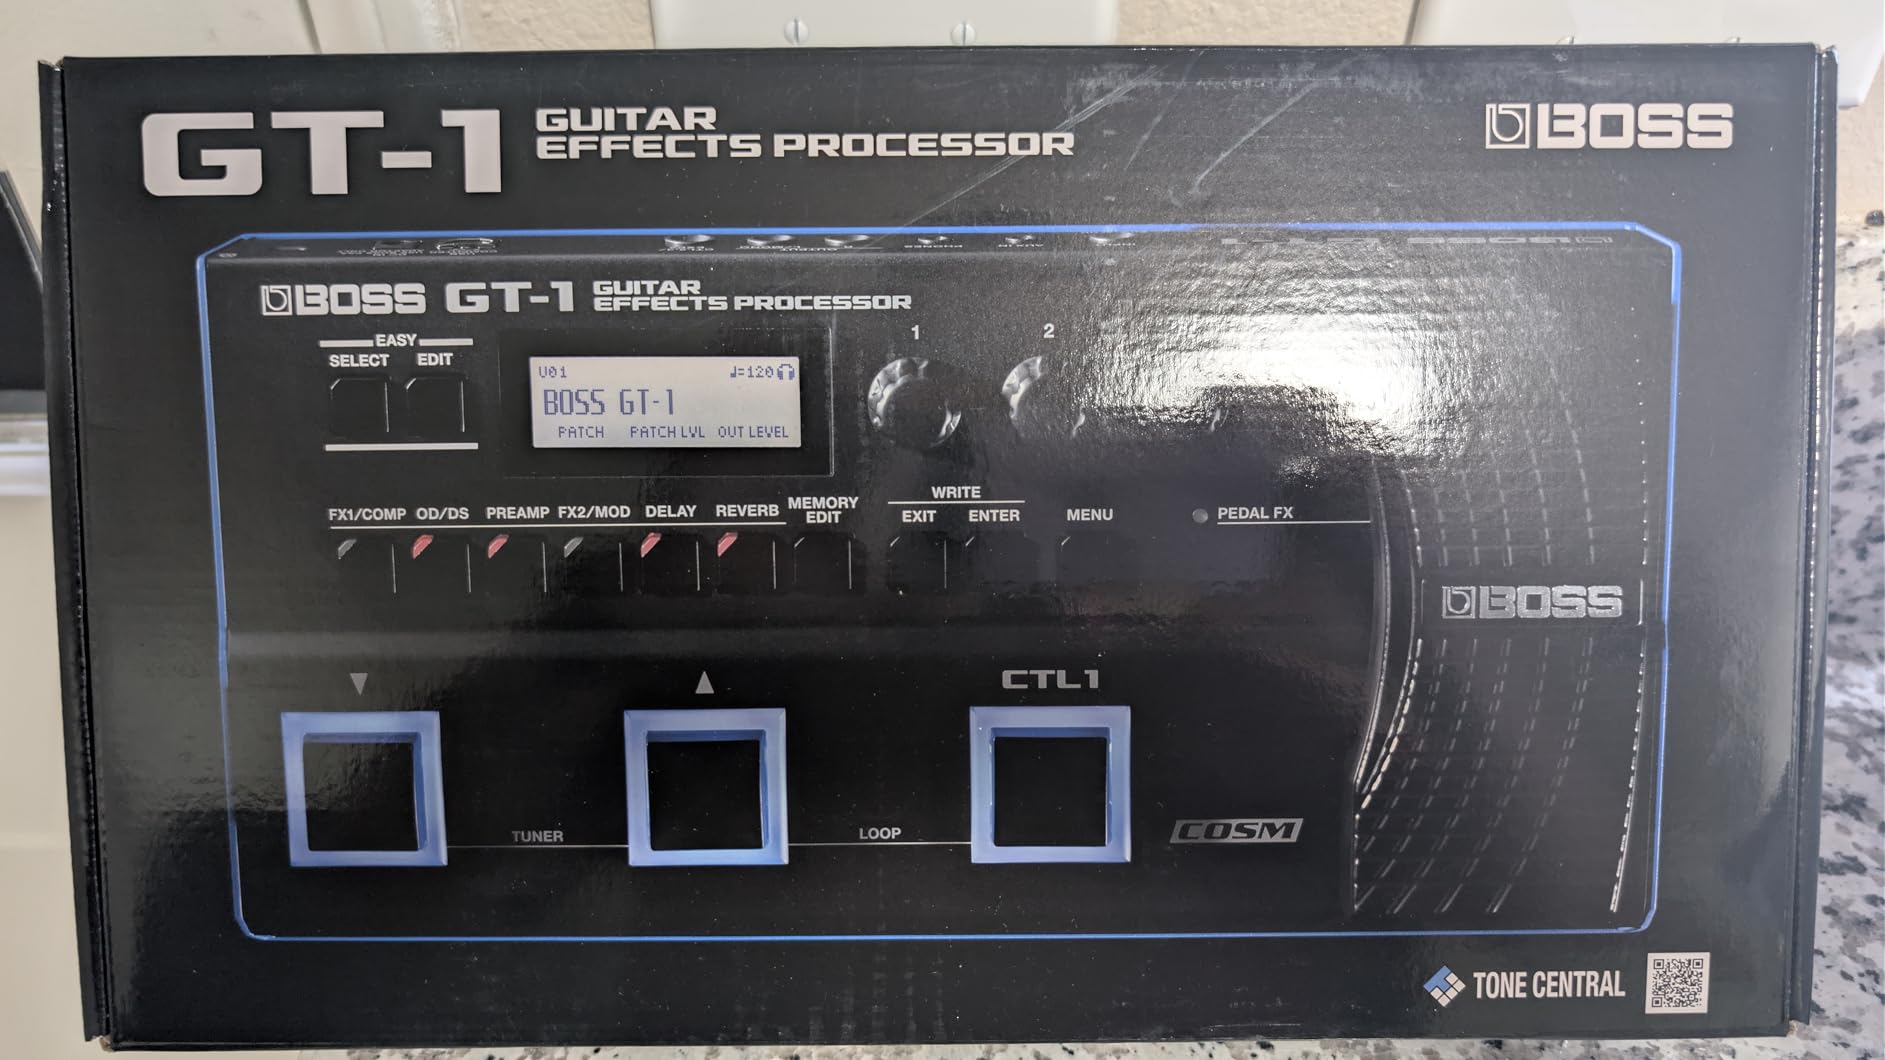 GT-1 GUITAR
EFFECTS PROCESSOR
BOSS
BOSS GT-1 GUITAR
EFFECTS PROCESSOR
1 2
EASY
SELECT EDIT
U01 ♩=120
BOSS GT-1
PATCH PATCH LVL OUT LEVEL
WRITE
FX1/COMP OD/DS PREAMP FX2/MOD DELAY REVERB MEMORY
EDIT
EXIT ENTER MENU PEDAL FX
BOSS
▼ ▲ CTL1
TUNER LOOP
COSM
TONE CENTRAL